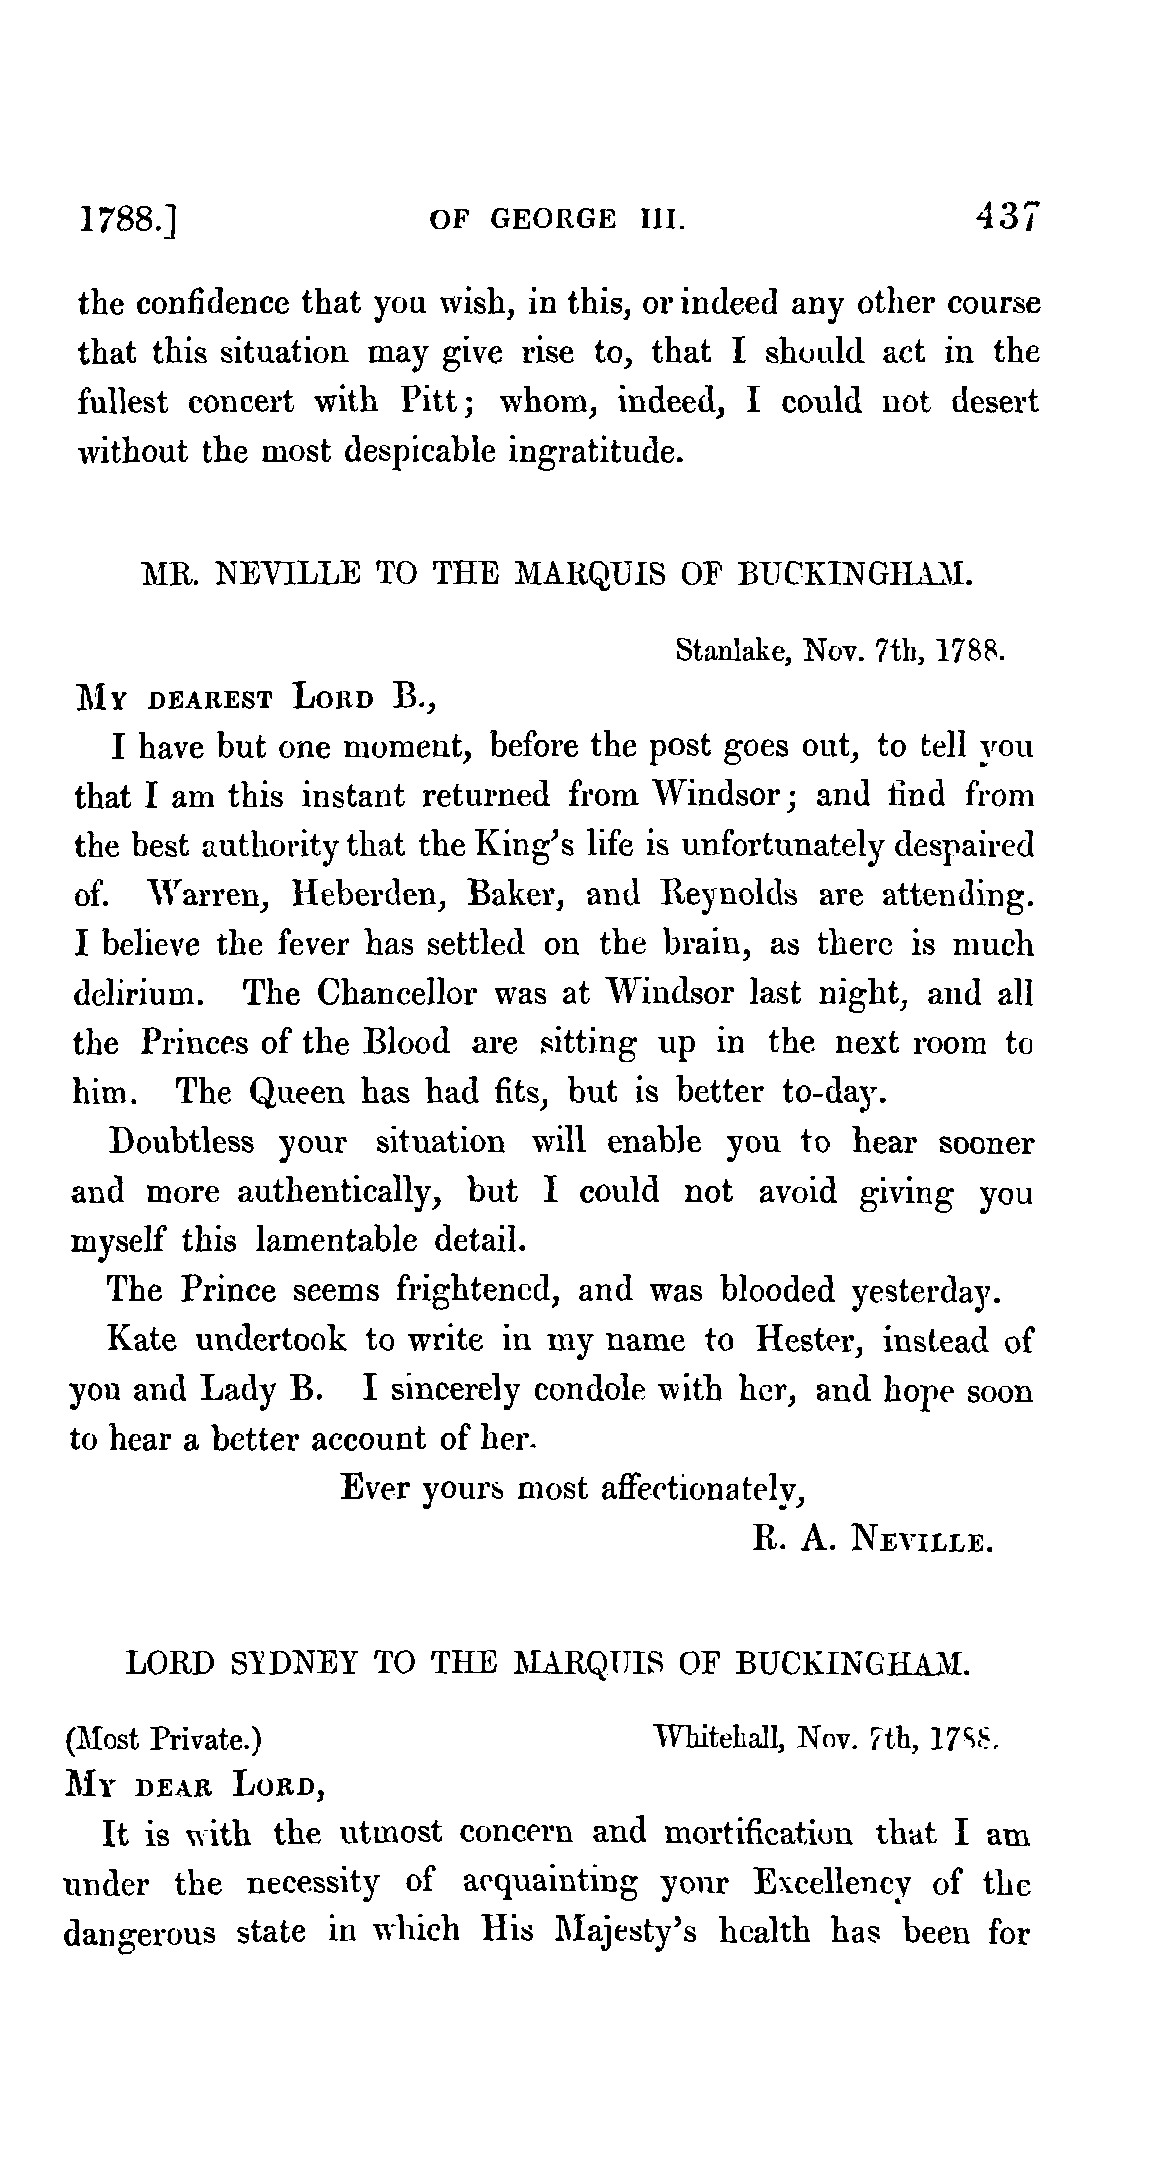 1788.] OF GEORGE III. 437
the confidence that you wish, in this, or indeed any other course
that this situation may give rise to, that I should act in the
fullest concert with Pitt; whom, indeed, I could not desert
without the most despicable ingratitude.
MR. NEVILLE TO THE MARQUIS OF BUCKINGHAM.
Stanlake, Nov. 7th, 1788.
MY DEAREST LORD B.,
I have but one moment, before the post goes out, to tell you
that I am this instant returned from Windsor; and find from
the best authority that the King's life is unfortunately despaired
of. Warren, Heberden, Baker, and Reynolds are attending.
I believe the fever has settled on the brain, as there is much
delirium. The Chancellor was at Windsor last night, and all
the Princes of the Blood are sitting up in the next room to
him. The Queen has had fits, but is better to-day.
Doubtless your situation will enable you to hear sooner
and more authentically, but I could not avoid giving you
myself this lamentable detail.
The Prince seems frightened, and was blooded yesterday.
Kate undertook to write in my name to Hester, instead of
you and Lady B. I sincerely condole with her, and hope soon
to hear a better account of her.
Ever yours most affectionately,
R. A. NEVILLE.
LORD SYDNEY TO THE MARQUIS OF BUCKINGHAM.
(Most Private.) Whitehall, Nov. 7th, 1788.
MY DEAR LORD,
It is with the utmost concern and mortification that I am
under the necessity of acquainting your Excellency of the
dangerous state in which His Majesty's health has been for